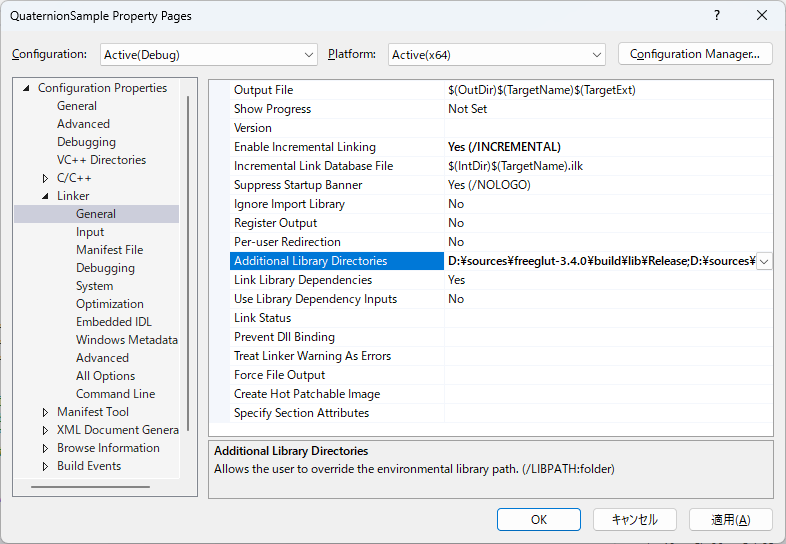 QuaternionSample Property Pages
Configuration: Active(Debug) Platform: Active(x64) Configuration Manager...
Configuration Properties
General
Advanced
Debugging
VC++ Directories
C/C++
Linker
General
Input
Manifest File
Debugging
System
Optimization
Embedded IDL
Windows Metadata
Advanced
All Options
Command Line
Manifest Tool
XML Document Genera
Browse Information
Build Events
Output File $(OutDir)$(TargetName)$(TargetExt)
Show Progress Not Set
Version
Enable Incremental Linking Yes (/INCREMENTAL)
Incremental Link Database File $(IntDir)$(TargetName).ilk
Suppress Startup Banner Yes (/NOLOGO)
Ignore Import Library No
Register Output No
Per-user Redirection No
Additional Library Directories D:¥sources¥freeglut-3.4.0¥build¥lib¥Release;D:¥sources¥
Link Library Dependencies Yes
Use Library Dependency Inputs No
Link Status
Prevent Dll Binding
Treat Linker Warning As Errors
Force File Output
Create Hot Patchable Image
Specify Section Attributes
Additional Library Directories
Allows the user to override the environmental library path. (/LIBPATH:folder)
OK キャンセル 適用(A)